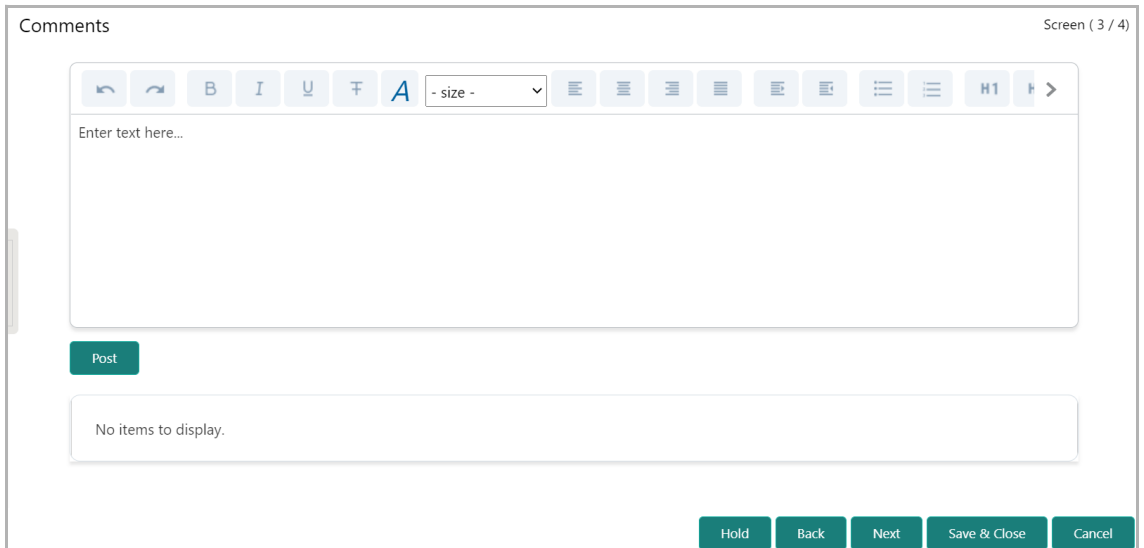 Comments
Screen ( 3 / 4)
B I U T A - size - H1
Enter text here...
Post
No items to display.
Hold Back Next Save & Close Cancel